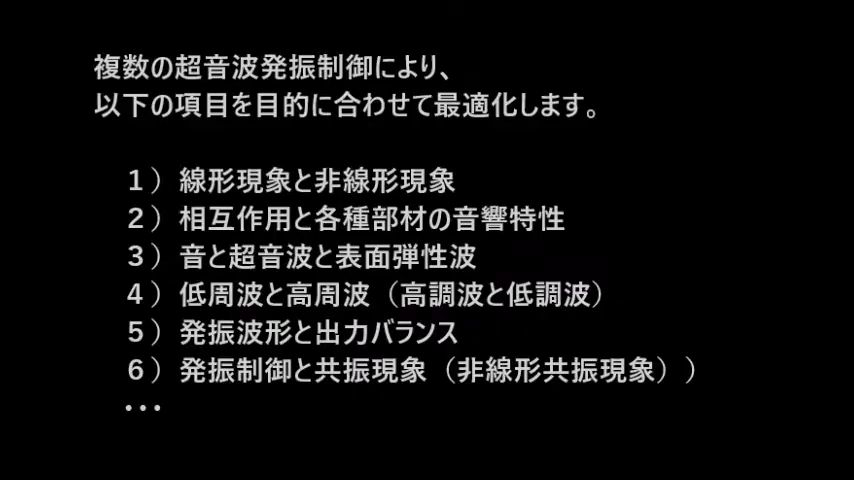 複数の超音波発振制御により、
以下の項目を目的に合わせて最適化します。
１）線形現象と非線形現象
２）相互作用と各種部材の音響特性
３）音と超音波と表面弾性波
４）低周波と高周波（高調波と低調波）
５）発振波形と出力バランス
６）発振制御と共振現象（非線形共振現象））
・・・